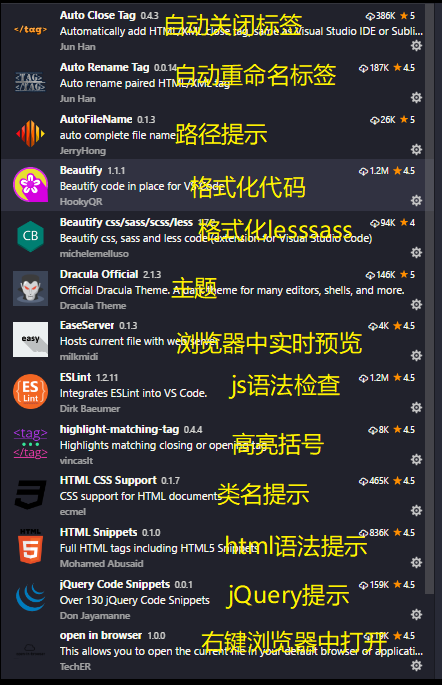 </tag>
Auto Close Tag 0.4.3
386K ★ 5
自动关闭标签
Automatically add HTML/XML close tag, same as Visual Studio IDE or Subli...
Jun Han
<TAG>
</TAG>
Auto Rename Tag 0.0.14
187K ★ 4.5
自动重命名标签
Auto rename paired HTML/XML tag
Jun Han
AutoFileName 0.1.3
26K ★ 5
路径提示
auto complete file name
JerryHong
Beautify 1.1.1
1.2M ★ 4.5
格式化代码
Beautify code in place for VS Code
HookyQR
CB
Beautify css/sass/scss/less
94K ★ 4
格式化lesssass
Beautify css, sass and less code (extension for Visual Studio Code)
michelemelluso
Dracula Official 2.1.3
146K ★ 5
主题
Official Dracula Theme. A dark theme for many editors, shells, and more.
Dracula Theme
easy
EaseServer 0.1.3
4K ★ 4.5
浏览器中实时预览
Hosts current file with web server
milkmidi
ES
Lint
ESLint 1.2.11
1.2M ★ 4.5
js语法检查
Integrates ESLint into VS Code.
Dirk Baeumer
<tag>
<tag>
highlight-matching-tag 0.4.4
8K ★ 4.5
高亮括号
Highlights matching closing or opening tag
vincaslt
HTML CSS Support 0.1.7
465K ★ 4.5
类名提示
CSS support for HTML documents
ecmel
HTML
HTML Snippets 0.1.0
836K ★ 4.5
html语法提示
Full HTML tags including HTML5 Snippets
Mohamed Abusaid
jQuery Code Snippets 0.0.1
159K ★ 4.5
jQuery提示
Over 130 jQuery Code Snippets
Don Jayamanne
open in browser 1.0.0
19K ★ 4.5
右键浏览器中打开
This allows you to open the current file in your default browser or applicati...
TechER